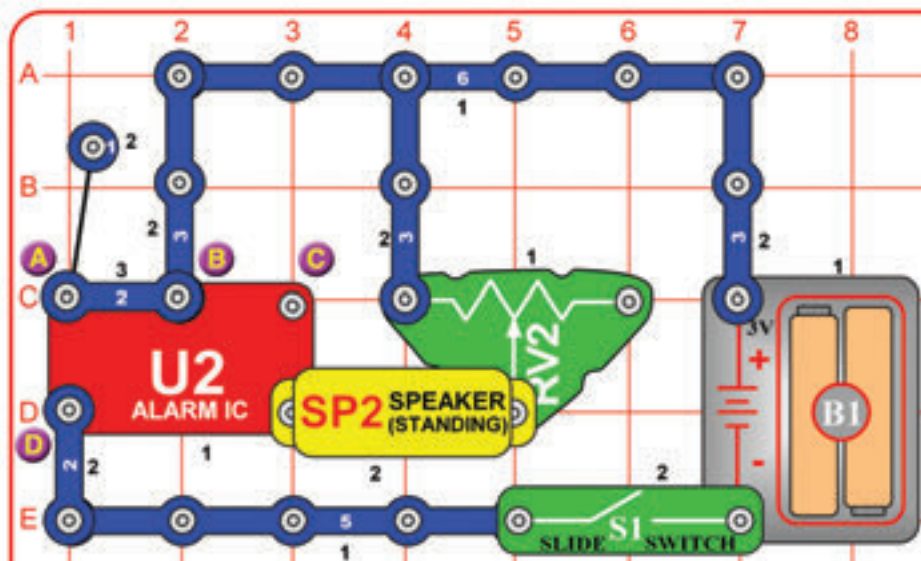 1 2 3 4 5 6 7 8
A
6
1
1 2
B
2 3
2 3
3 2
A
B
C
3
1
1
C
2
3V
+
U2
ALARM IC
RV2
D
SP2
SPEAKER
(STANDING)
B1
D
2 2
1
2
-
2
E
5
1
S1
SLIDE SWITCH